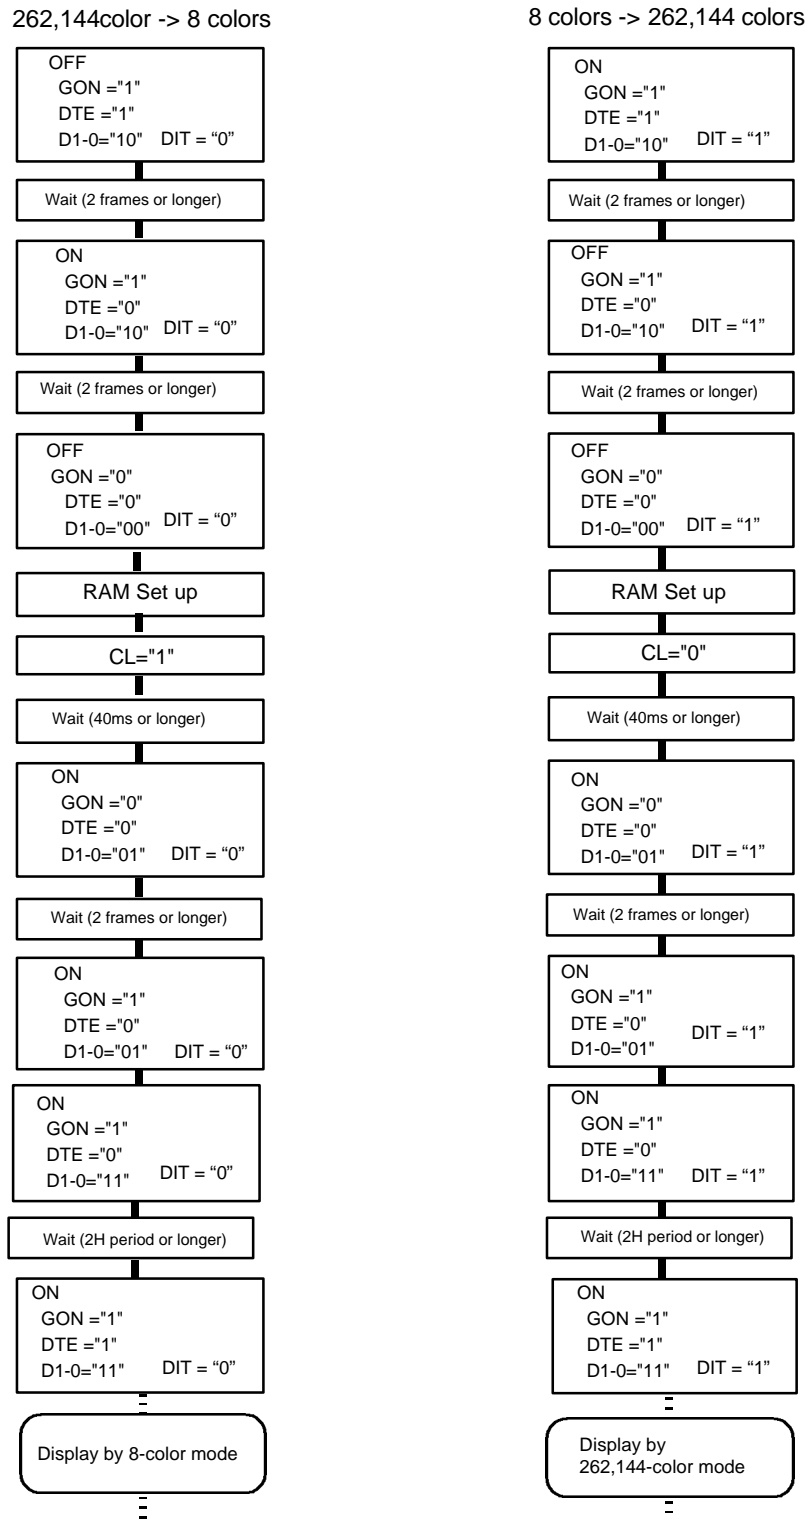 262,144color -> 8 colors
OFF
GON ="1"
DTE ="1"
D1-0="10" DIT = “0”
Wait (2 frames or longer)
ON
GON ="1"
DTE ="0"
D1-0="10" DIT = “0”
Wait (2 frames or longer)
OFF
GON ="0"
DTE ="0"
D1-0="00" DIT = “0”
RAM Set up
CL="1"
Wait (40ms or longer)
ON
GON ="0"
DTE ="0"
D1-0="01" DIT = “0”
Wait (2 frames or longer)
ON
GON ="1"
DTE ="0"
D1-0="01" DIT = “0”
ON
GON ="1"
DTE ="0"
D1-0="11" DIT = “0”
Wait (2H period or longer)
ON
GON ="1"
DTE ="1"
D1-0="11" DIT = “0”
Display by 8-color mode
8 colors -> 262,144 colors
ON
GON ="1"
DTE ="1"
D1-0="10" DIT = “1”
Wait (2 frames or longer)
OFF
GON ="1"
DTE ="0"
D1-0="10" DIT = “1”
Wait (2 frames or longer)
OFF
GON ="0"
DTE ="0"
D1-0="00" DIT = “1”
RAM Set up
CL="0"
Wait (40ms or longer)
ON
GON ="0"
DTE ="0"
D1-0="01" DIT = “1”
Wait (2 frames or longer)
ON
GON ="1"
DTE ="0"
D1-0="01" DIT = “1”
ON
GON ="1"
DTE ="0"
D1-0="11" DIT = “1”
Wait (2H period or longer)
ON
GON ="1"
DTE ="1"
D1-0="11" DIT = “1”
Display by
262,144-color mode